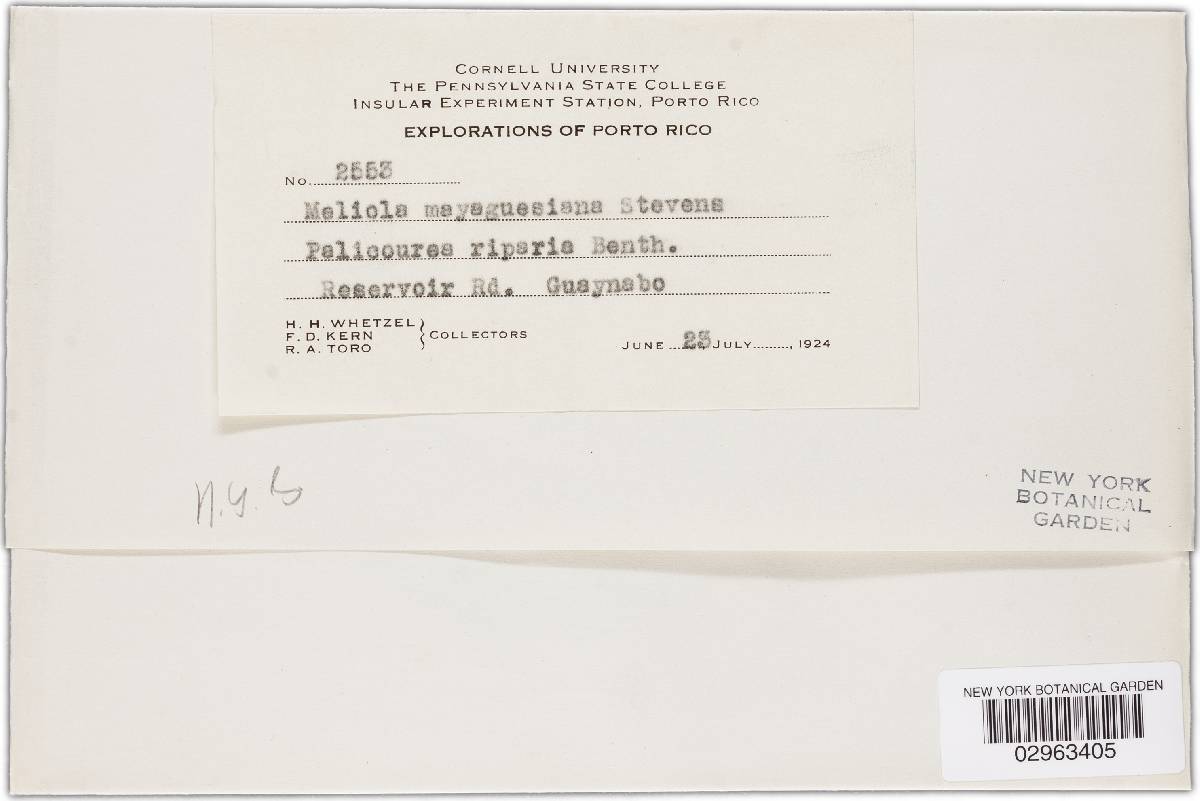 CORNELL UNIVERSITY
THE PENNSYLVANIA STATE COLLEGE
INSULAR EXPERIMENT STATION, PORTO RICO
EXPLORATIONS OF PORTO RICO
No. 2553
Meliola mayaguesiana Stevens
Palicourea riparia Benth.
Reservoir Rd. Guaynabo
H. H. WHETZEL
F. D. KERN } COLLECTORS
R. A. TORO
JUNE 23 JULY, 1924
N.Y.B
NEW YORK
BOTANICAL
GARDEN
NEW YORK BOTANICAL GARDEN
02963405